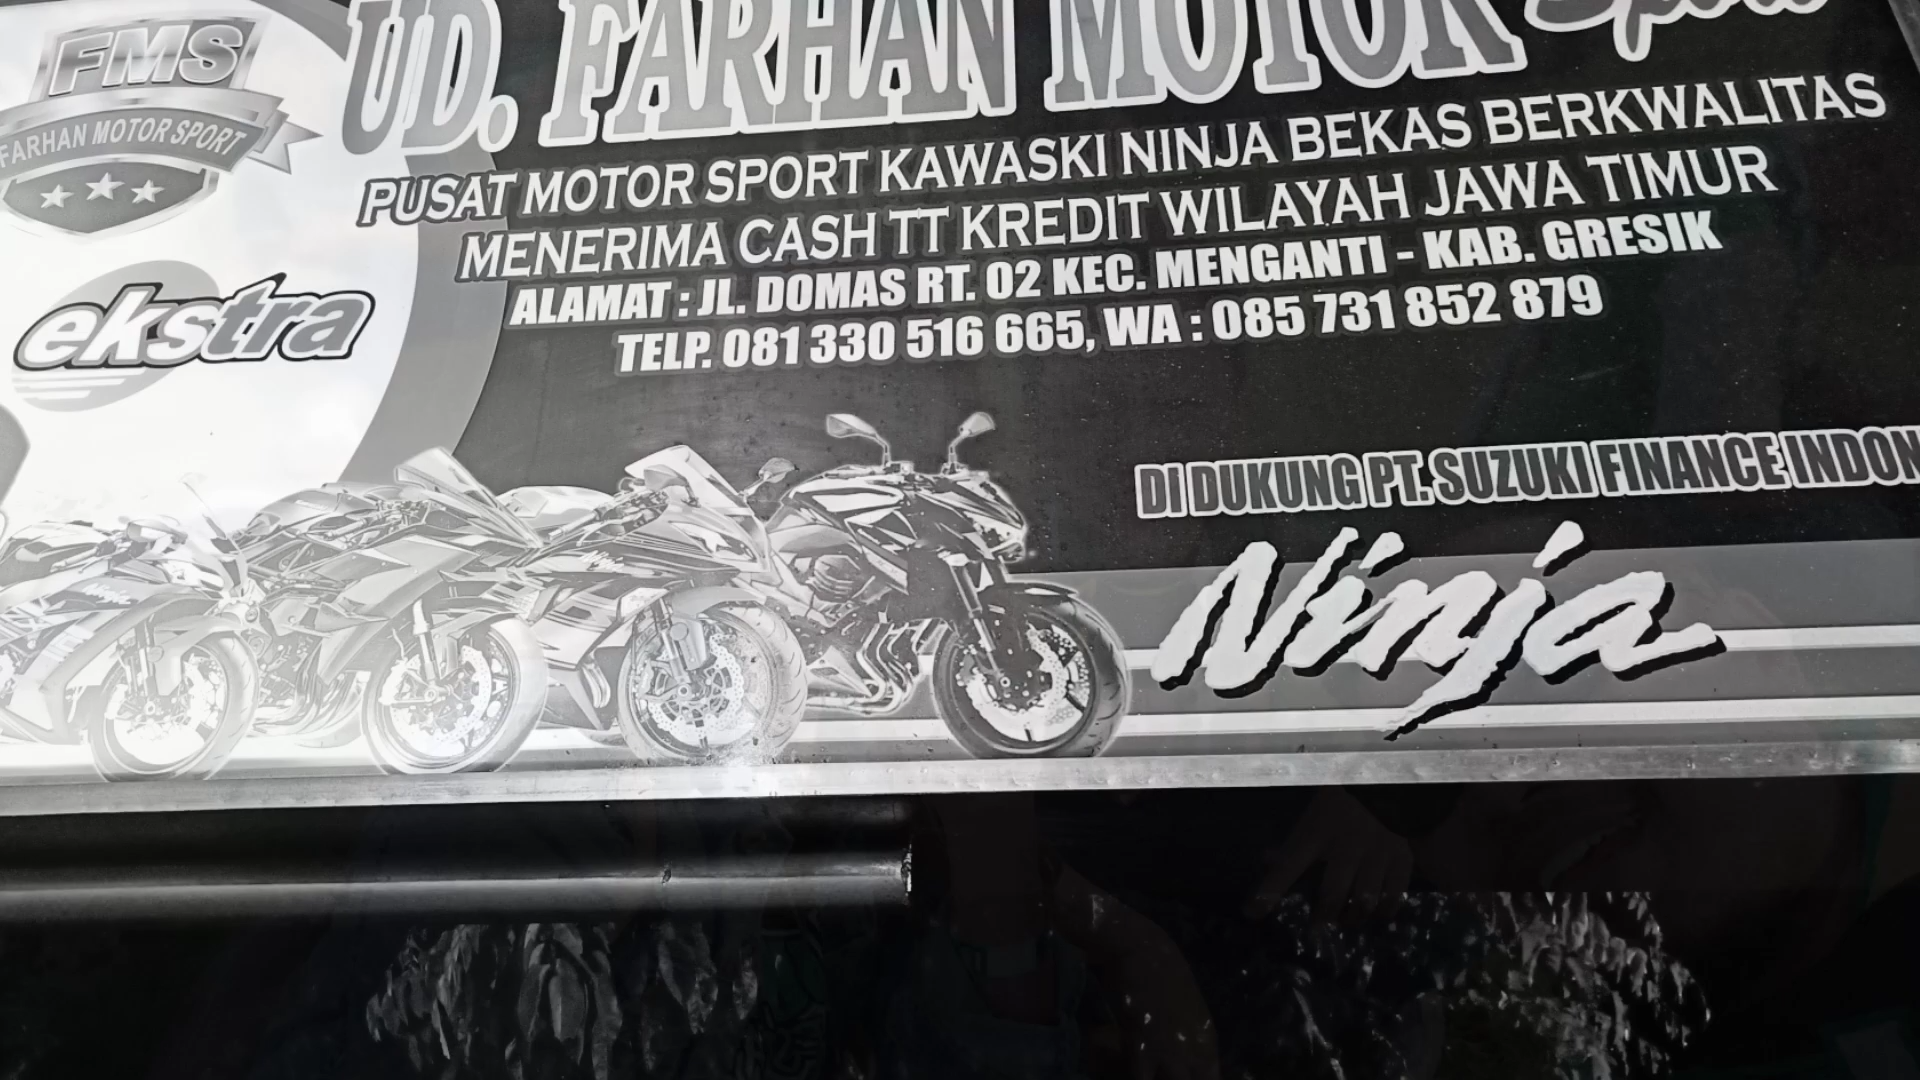 FMS
FARHAN MOTOR SPORT
UD. FARHAN MOTOR Sport
PUSAT MOTOR SPORT KAWASKI NINJA BEKAS BERKWALITAS
MENERIMA CASH TT KREDIT WILAYAH JAWA TIMUR
ALAMAT : JL. DOMAS RT. 02 KEC. MENGANTI - KAB. GRESIK
TELP. 081 330 516 665, WA : 085 731 852 879
ekstra
DI DUKUNG PT. SUZUKI FINANCE INDON
Ninja